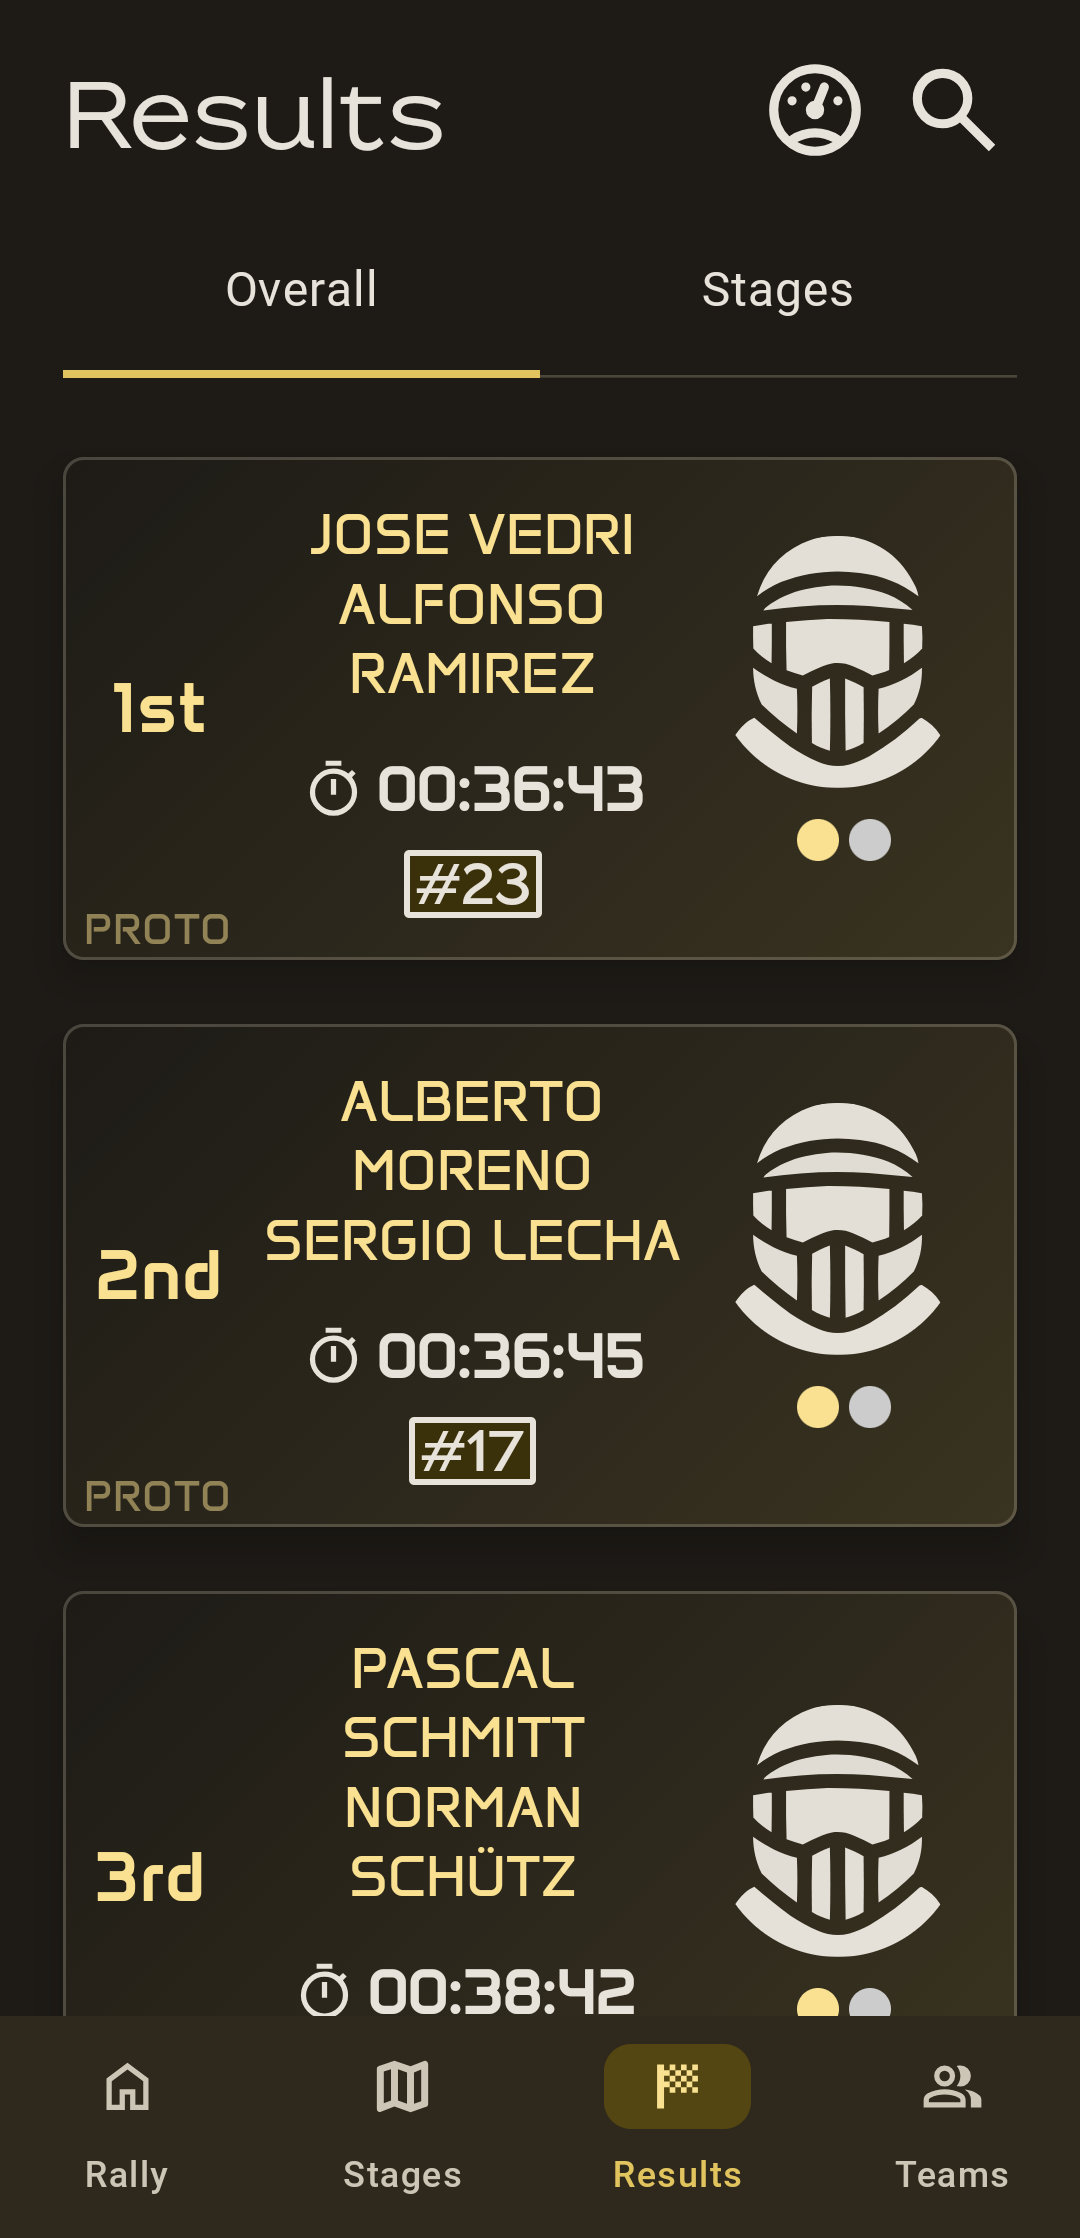 Results
Overall
Stages
JOSE VEDRI
ALFONSO
RAMIREZ
1st
00:36:43
#23
PROTO
ALBERTO
MORENO
SERGIO LECHA
2nd
00:36:45
#17
PROTO
PASCAL
SCHMITT
NORMAN
SCHÜTZ
3rd
00:38:42
Rally
Stages
Results
Teams